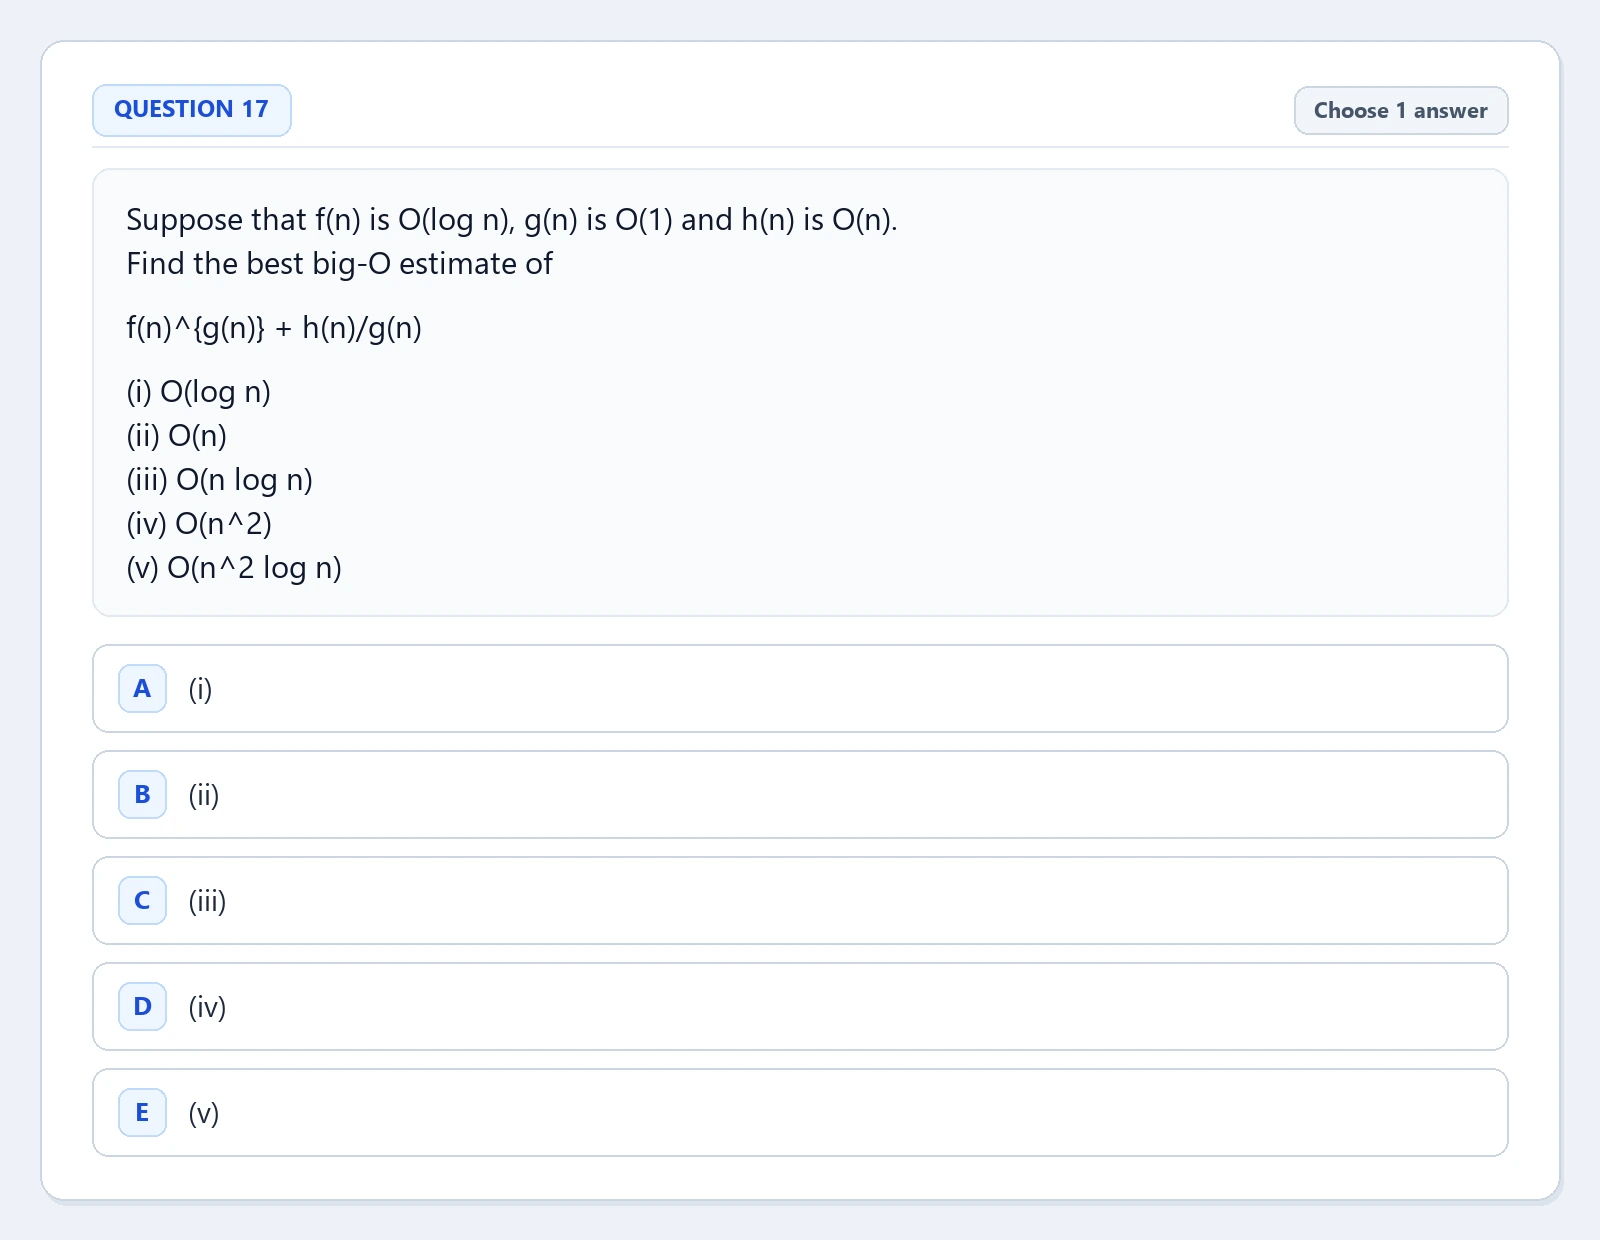 QUESTION 17
Choose 1 answer
Suppose that f(n) is O(log n), g(n) is O(1) and h(n) is O(n).
Find the best big-O estimate of
f(n)^{g(n)} + h(n)/g(n)
(i) O(log n)
(ii) O(n)
(iii) O(n log n)
(iv) O(n^2)
(v) O(n^2 log n)
A (i)
B (ii)
C (iii)
D (iv)
E (v)